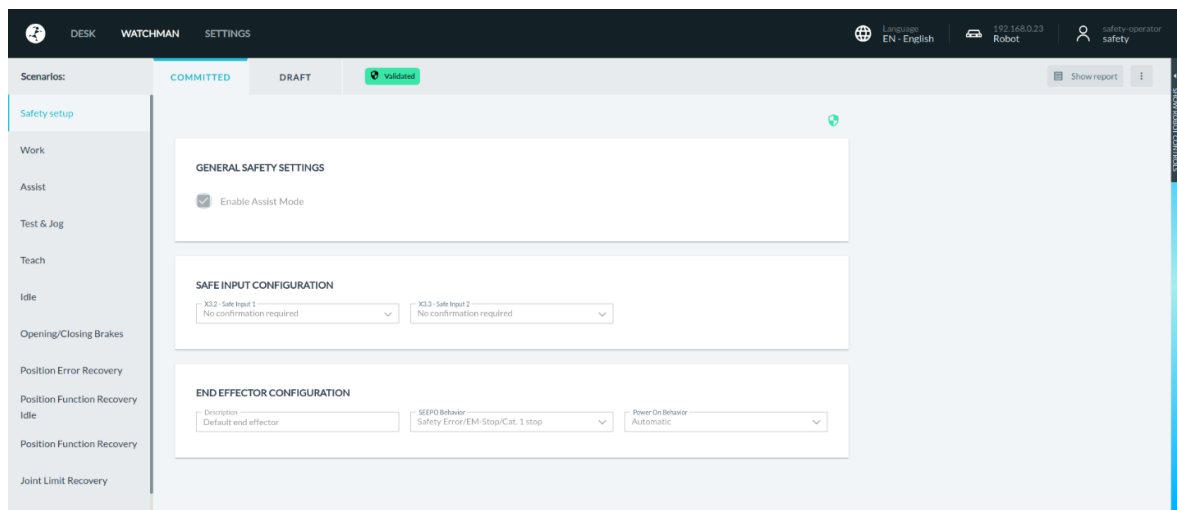 DESK WATCHMAN SETTINGS
Language
EN - English
192.168.0.23
Robot
safety-operator
safety
Scenarios:
COMMITTED DRAFT Validated Show report
SHOW ROBOT CONTROLS
Safety setup
Work
Assist
Test & Jog
Teach
Idle
Opening/Closing Brakes
Position Error Recovery
Position Function Recovery
Idle
Position Function Recovery
Joint Limit Recovery
GENERAL SAFETY SETTINGS
Enable Assist Mode
SAFE INPUT CONFIGURATION
X3.2 - Safe Input 1
No confirmation required
X3.3 - Safe Input 2
No confirmation required
END EFFECTOR CONFIGURATION
Description
Default end effector
SEEPO Behavior
Safety Error/EM-Stop/Cat. 1 stop
Power On Behavior
Automatic